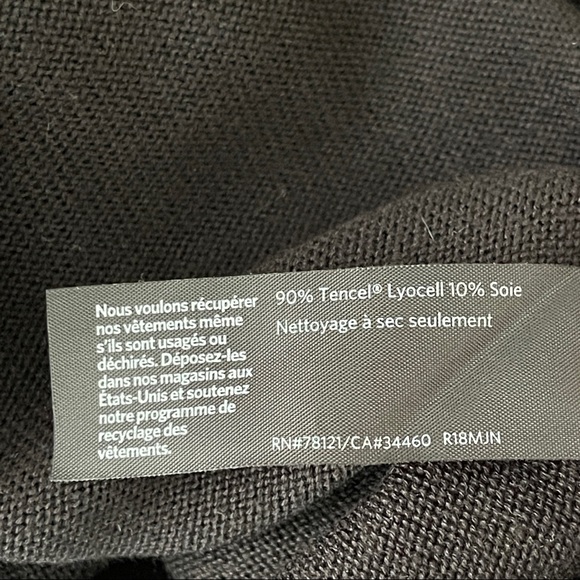 Nous voulons récupérer
nos vêtements même
s'ils sont usagés ou
déchirés. Déposez-les
dans nos magasins aux
États-Unis et soutenez
notre programme de
recyclage des
vêtements.
90% Tencel® Lyocell 10% Soie
Nettoyage à sec seulement
RN#78121/CA#34460 R18MJN